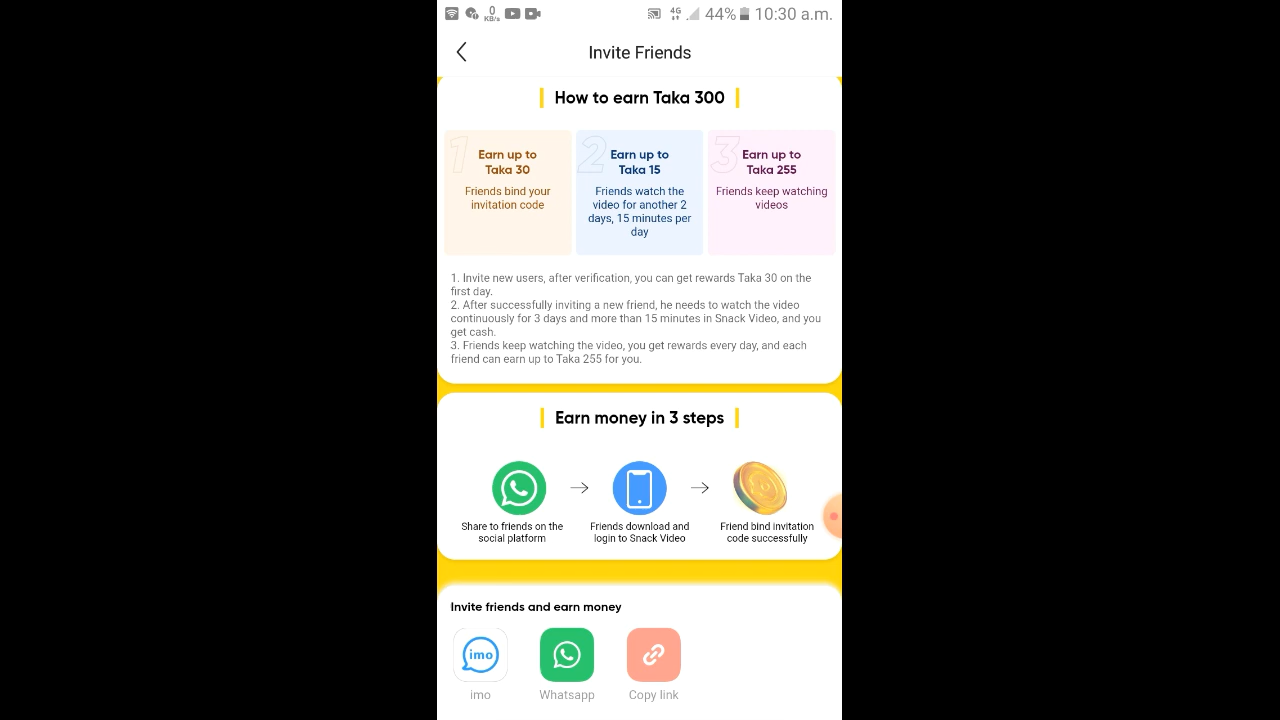 0
KB/s
4G
44%
10:30 a.m.
Invite Friends
How to earn Taka 300
1
Earn up to
Taka 30
Friends bind your
invitation code
2
Earn up to
Taka 15
Friends watch the
video for another 2
days, 15 minutes per
day
3
Earn up to
Taka 255
Friends keep watching
videos
1. Invite new users, after verification, you can get rewards Taka 30 on the
first day.
2. After successfully inviting a new friend, he needs to watch the video
continuously for 3 days and more than 15 minutes in Snack Video, and you
get cash.
3. Friends keep watching the video, you get rewards every day, and each
friend can earn up to Taka 255 for you.
Earn money in 3 steps
Share to friends on the
social platform
Friends download and
login to Snack Video
Friend bind invitation
code successfully
Invite friends and earn money
imo
imo
Whatsapp
Copy link